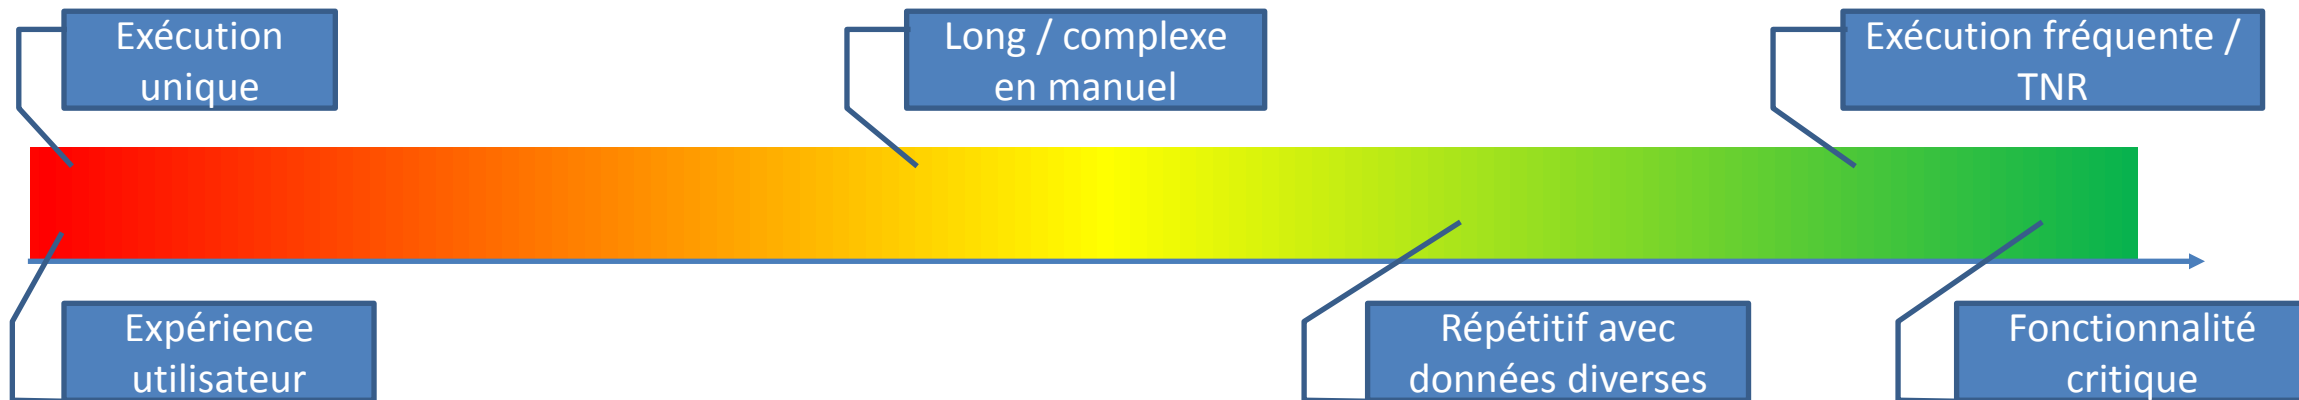 Exécution
unique
Long / complexe
en manuel
Exécution fréquente /
TNR
Expérience
utilisateur
Répétitif avec
données diverses
Fonctionnalité
critique